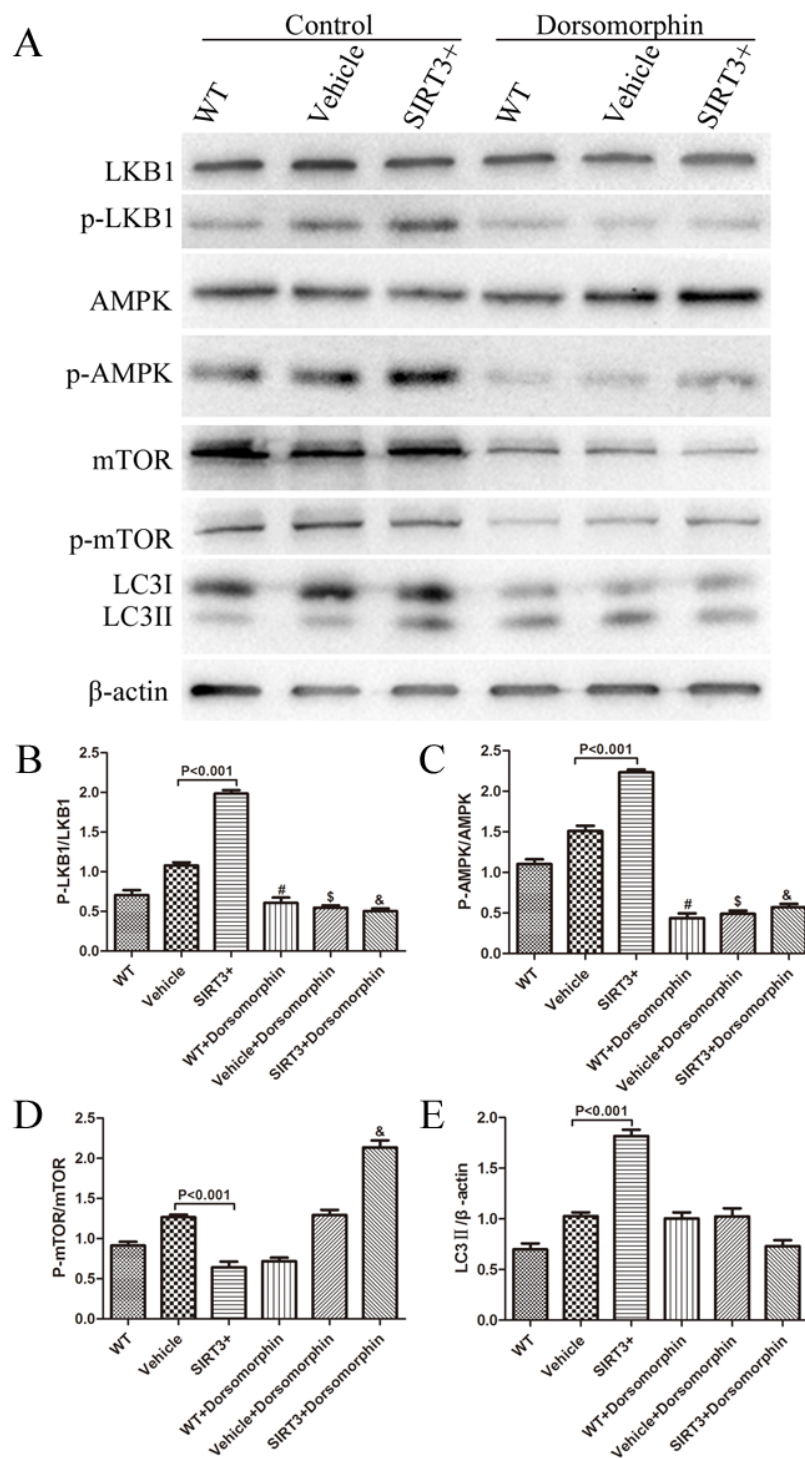 A
Control
Dorsomorphin
WT
Vehicle
SIRT3+
WT
Vehicle
SIRT3+
LKB1
p-LKB1
AMPK
p-AMPK
mTOR
p-mTOR
LC3I
LC3II
β-actin
B
P-LKB1/LKB1
2.5
2.0
1.5
1.0
0.5
0.0
P<0.001
#
$
&
WT
Vehicle
SIRT3+
WT+Dorsomorphin
Vehicle+Dorsomorphin
SIRT3+Dorsomorphin
C
P-AMPK/AMPK
2.5
2.0
1.5
1.0
0.5
0.0
P<0.001
#
$
&
WT
Vehicle
SIRT3+
WT+Dorsomorphin
Vehicle+Dorsomorphin
SIRT3+Dorsomorphin
D
P-mTOR/mTOR
2.5
2.0
1.5
1.0
0.5
0.0
P<0.001
&
WT
Vehicle
SIRT3+
WT+Dorsomorphin
Vehicle+Dorsomorphin
SIRT3+Dorsomorphin
E
LC3Ⅱ/β-actin
2.0
1.5
1.0
0.5
0.0
P<0.001
WT
Vehicle
SIRT3+
WT+Dorsomorphin
Vehicle+Dorsomorphin
SIRT3+Dorsomorphin